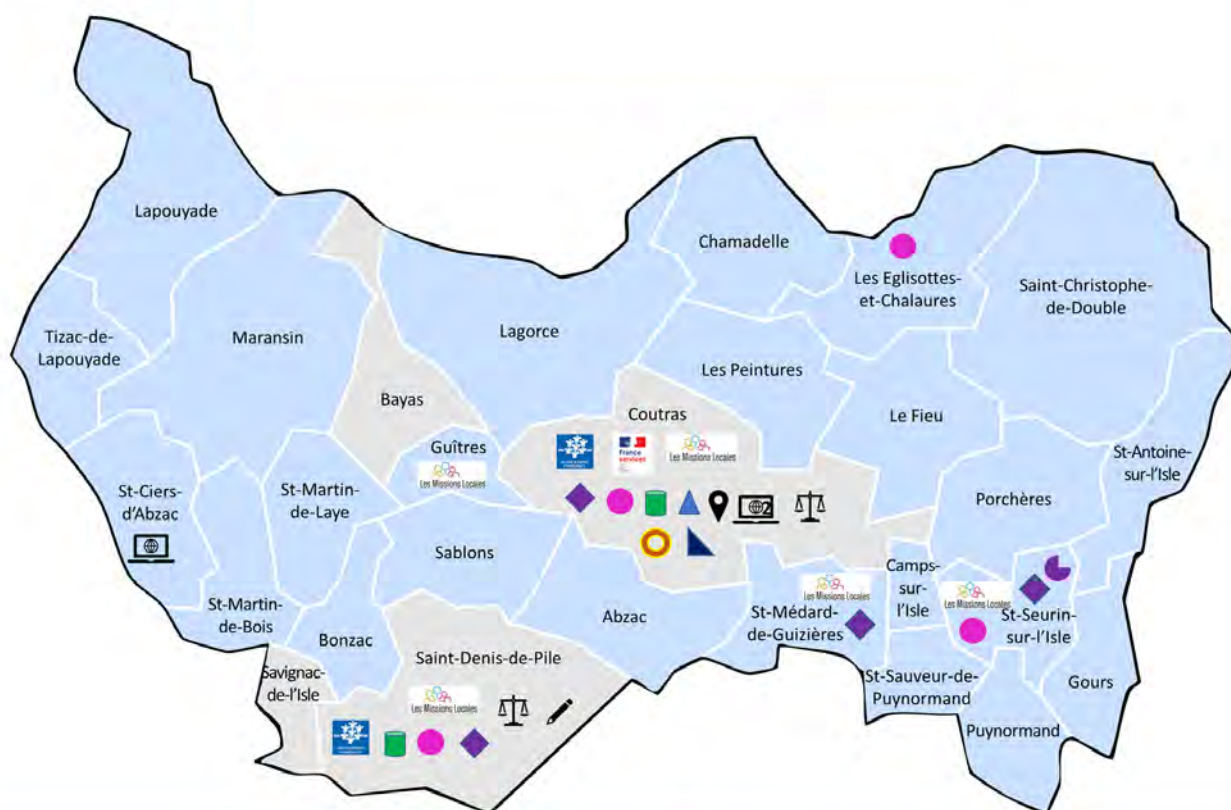 Lapouyade
Chamadelle
Les Eglisottes-
et-Chalaures
Saint-Christophe-
de-Double
Tizac-de-
Lapouyade
Maransin
Lagorce
Les Peintures
Bayas
Coutras
Le Fieu
Guîtres
Les Missions Locales
France
services
Les Missions Locales
St-Antoine-
sur-l'Isle
St-Ciers-
d'Abzac
St-Martin-
de-Laye
2
Porchères
Sablons
Camps-
sur-
l'Isle
St-Martin-
de-Bois
Bonzac
Abzac
Les Missions Locales
St-Médard-
de-Guizières
Les Missions Locales
St-Seurin-
sur-l'Isle
Savignac-
de-l'Isle
Saint-Denis-de-Pile
Les Missions Locales
St-Sauveur-de-
Puynormand
Gours
Puynormand